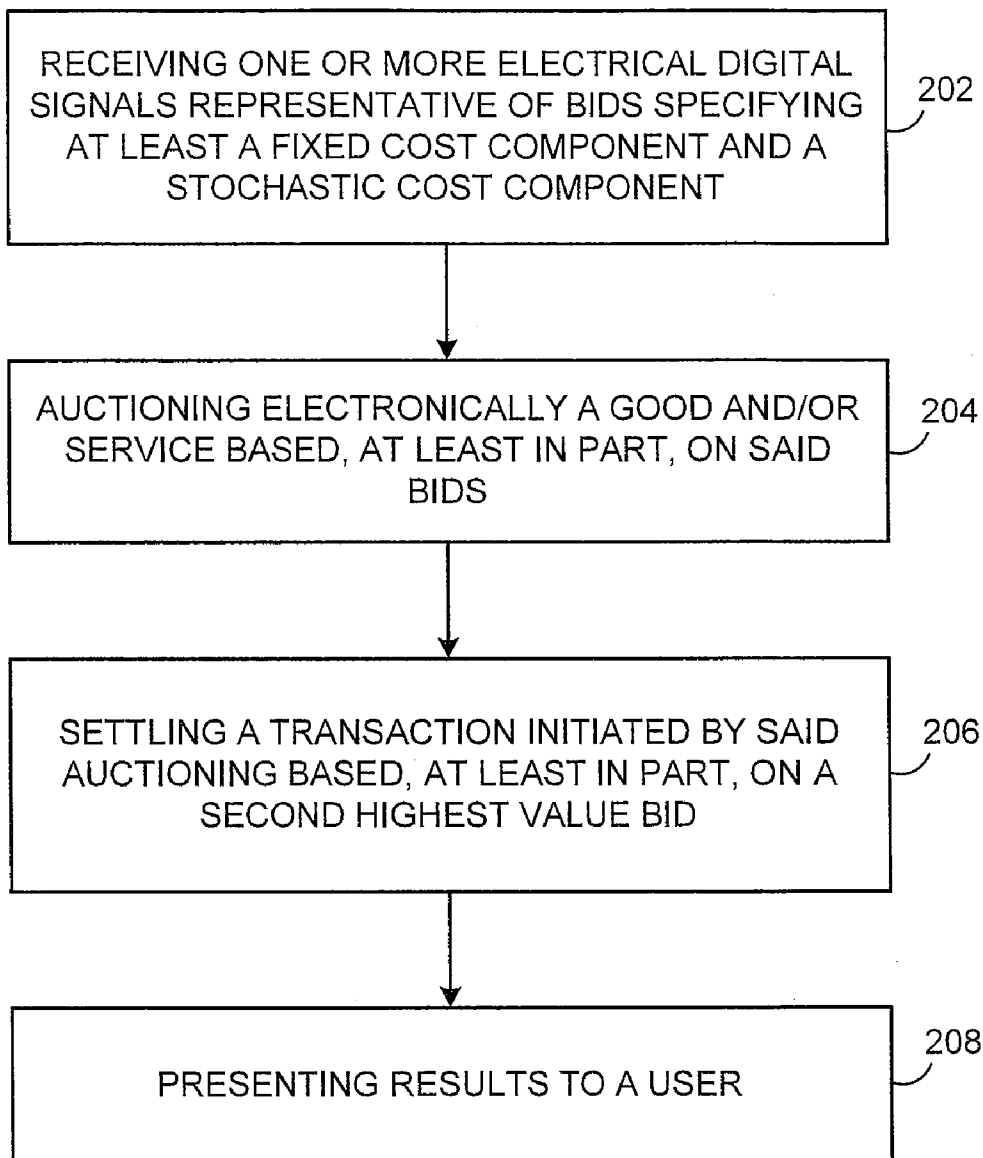 RECEIVING ONE OR MORE ELECTRICAL DIGITAL
SIGNALS REPRESENTATIVE OF BIDS SPECIFYING
AT LEAST A FIXED COST COMPONENT AND A
STOCHASTIC COST COMPONENT
202
AUCTIONING ELECTRONICALLY A GOOD AND/OR
SERVICE BASED, AT LEAST IN PART, ON SAID
BIDS
204
SETTLING A TRANSACTION INITIATED BY SAID
AUCTIONING BASED, AT LEAST IN PART, ON A
SECOND HIGHEST VALUE BID
206
PRESENTING RESULTS TO A USER
208